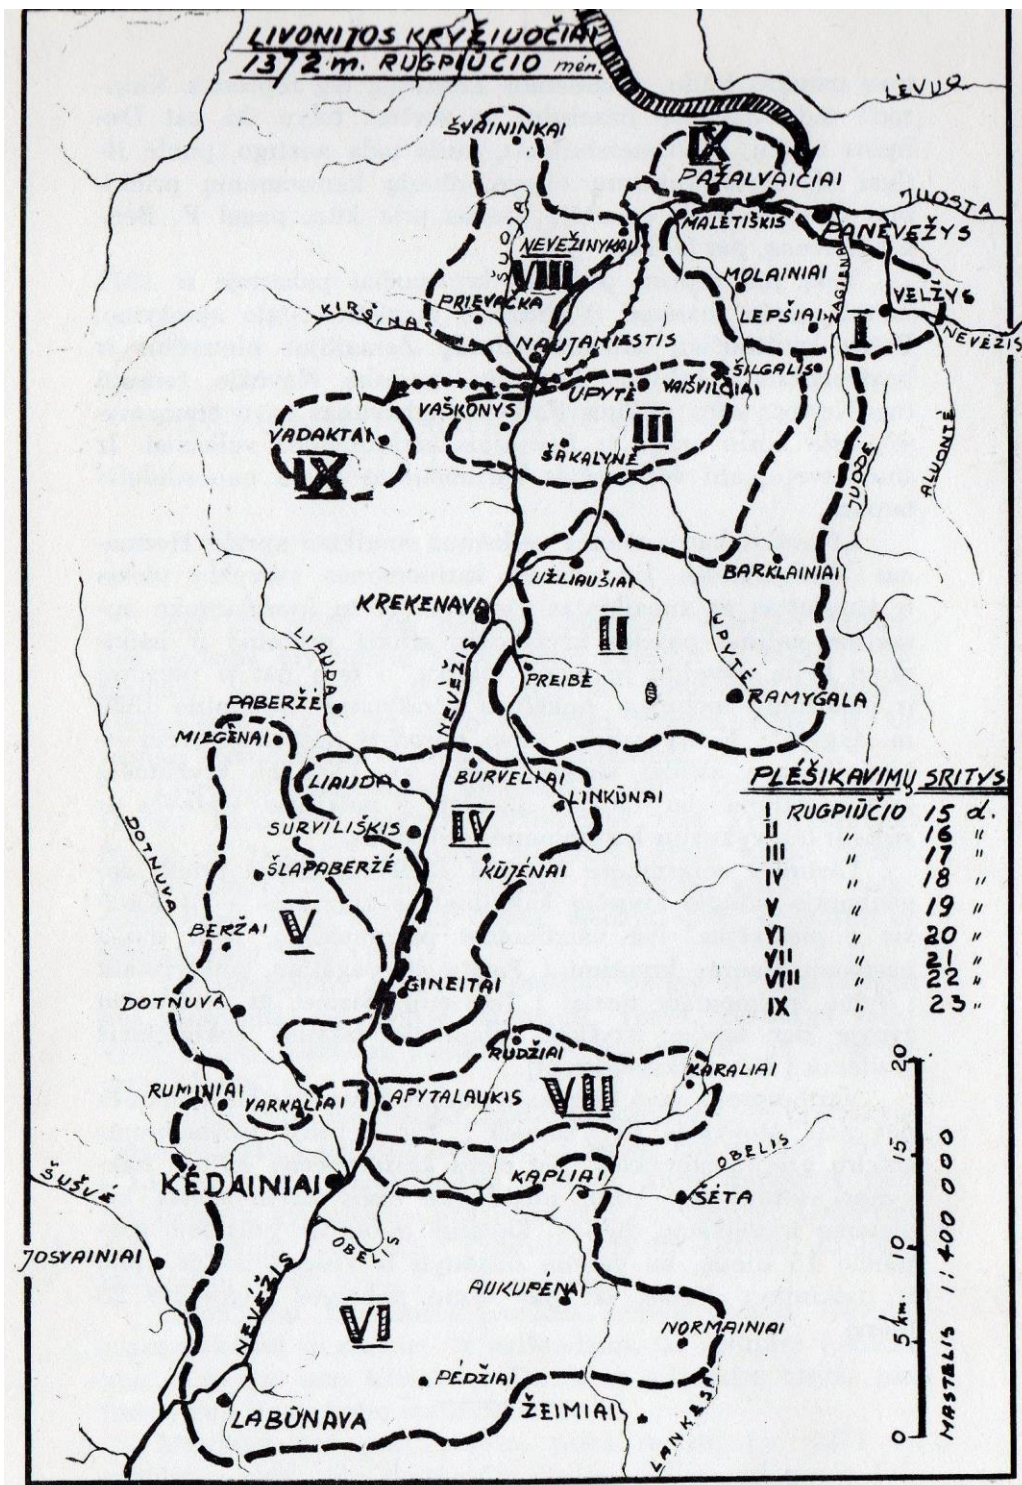 LIVONIJOS KRYŽIUOČIAI
1372 m. RUGPIŪČIO mėn.
LĖVUO
ŠVAININKAI
IX
PAŽALVAIČIAI
JUOSTA
MALETIŠKIS
PANEVĖŽYS
ŠUOJA
NEVĖŽINYKAI
VIII
MOLAINIAI
ŽAGIENA
VELŽYS
PRIEVAČKA
LEPŠIAI
I
NEVĖŽIS
KIRŠINAS
NAUJAMIESTIS
ŠILGALIS
UPYTĖ
VAIŠVILČIAI
VAŠKONYS
III
VADAKTAI
ŠAKALYNĖ
IX
JUODĖ
ALUONTĖ
UŽLIAUŠIAI
BARKLAINIAI
KREKENAVA
II
LIAUDA
NEVĖŽIS
UPYTĖ
PREIBĖ
RAMYGALA
PABERŽĖ
MIEGĖNAI
LIAUDA
BURVELIAI
LINKŪNAI
PLĖŠIKAVIMŲ SRITYS
I RUGPIŪČIO 15 d.
II " 16 "
III " 17 "
IV " 18 "
V " 19 "
VI " 20 "
VII " 21 "
VIII " 22 "
IX " 23 "
SURVILIŠKIS
IV
DOTNUVA
ŠLAPABERŽĖ
KŪJĖNAI
V
BERŽAI
GINEITAI
DOTNUVA
RUDŽIAI
KARALIAI
VII
RUMINIAI
VARKALIAI
APYTALAUKIS
OBELIS
KĖDAINIAI
KAPLIAI
ŠĖTA
ŠUŠVĖ
OBELIS
JOSVAINIAI
NEVĖŽIS
AUKUPĖNAI
VI
NORMAINIAI
PĖDŽIAI
LABŪNAVA
ŽEIMIAI
LANKESA
20
15
10
5 km.
0
MASTELIS 1:400 000